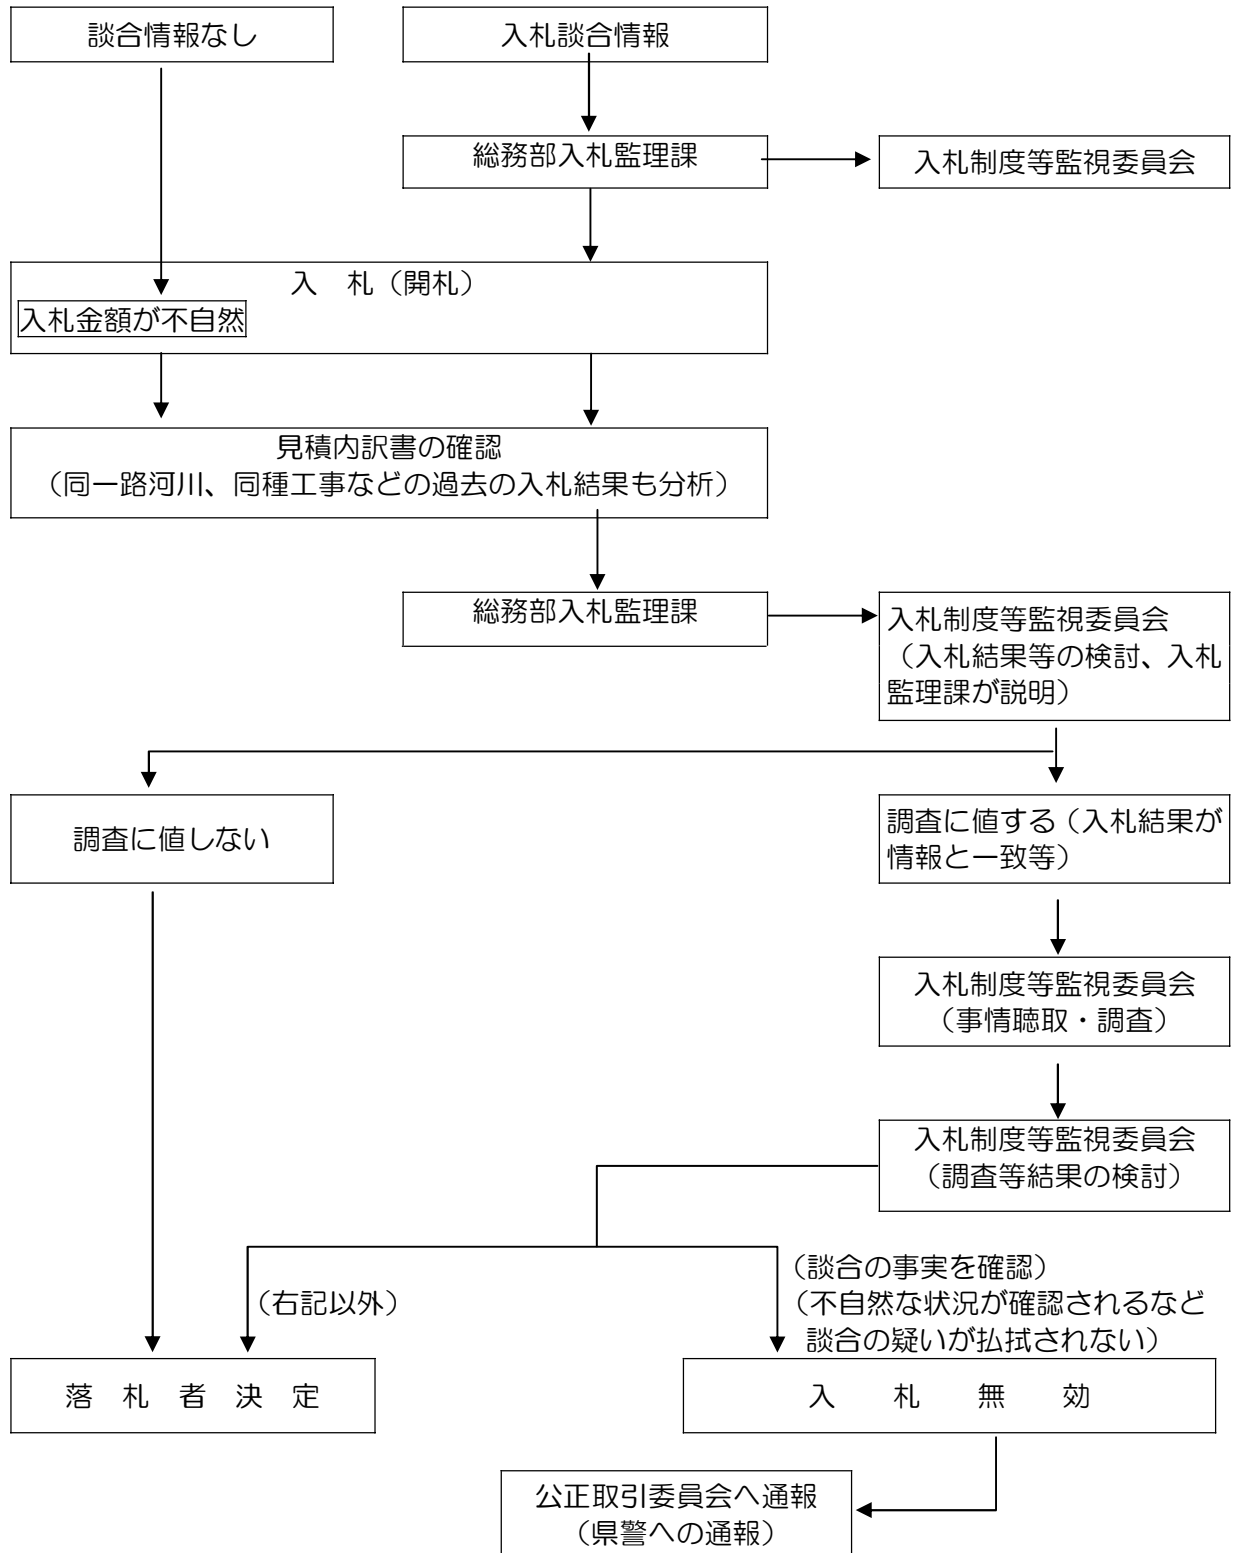 談合情報なし
入札談合情報
総務部入札監理課
入札制度等監視委員会
入　札（開札）
入札金額が不自然
見積内訳書の確認
（同一路河川、同種工事などの過去の入札結果も分析）
総務部入札監理課
入札制度等監視委員会
（入札結果等の検討、入札
監理課が説明）
調査に値しない
調査に値する（入札結果が
情報と一致等）
入札制度等監視委員会
（事情聴取・調査）
入札制度等監視委員会
（調査等結果の検討）
（右記以外）
（談合の事実を確認）
（不自然な状況が確認されるなど
談合の疑いが払拭されない）
落　札　者　決　定
入　　札　　無　　効
公正取引委員会へ通報
（県警への通報）